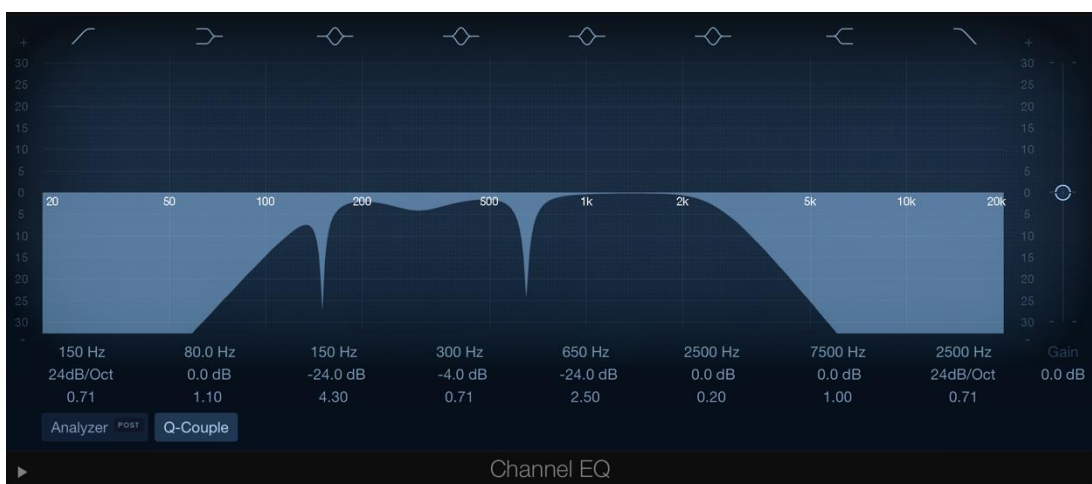 + +
30 30
25 25
20 20
15 15
10 10
5 5
0 0
20 50 100 200 500 1k 2k 5k 10k 20k
5 5
10 10
15 15
20 20
25 25
30 30
- -
150 Hz 80.0 Hz 150 Hz 300 Hz 650 Hz 2500 Hz 7500 Hz 2500 Hz Gain
24dB/Oct 0.0 dB -24.0 dB -4.0 dB -24.0 dB 0.0 dB 0.0 dB 24dB/Oct 0.0 dB
0.71 1.10 4.30 0.71 2.50 0.20 1.00 0.71
Analyzer POST Q-Couple
Channel EQ